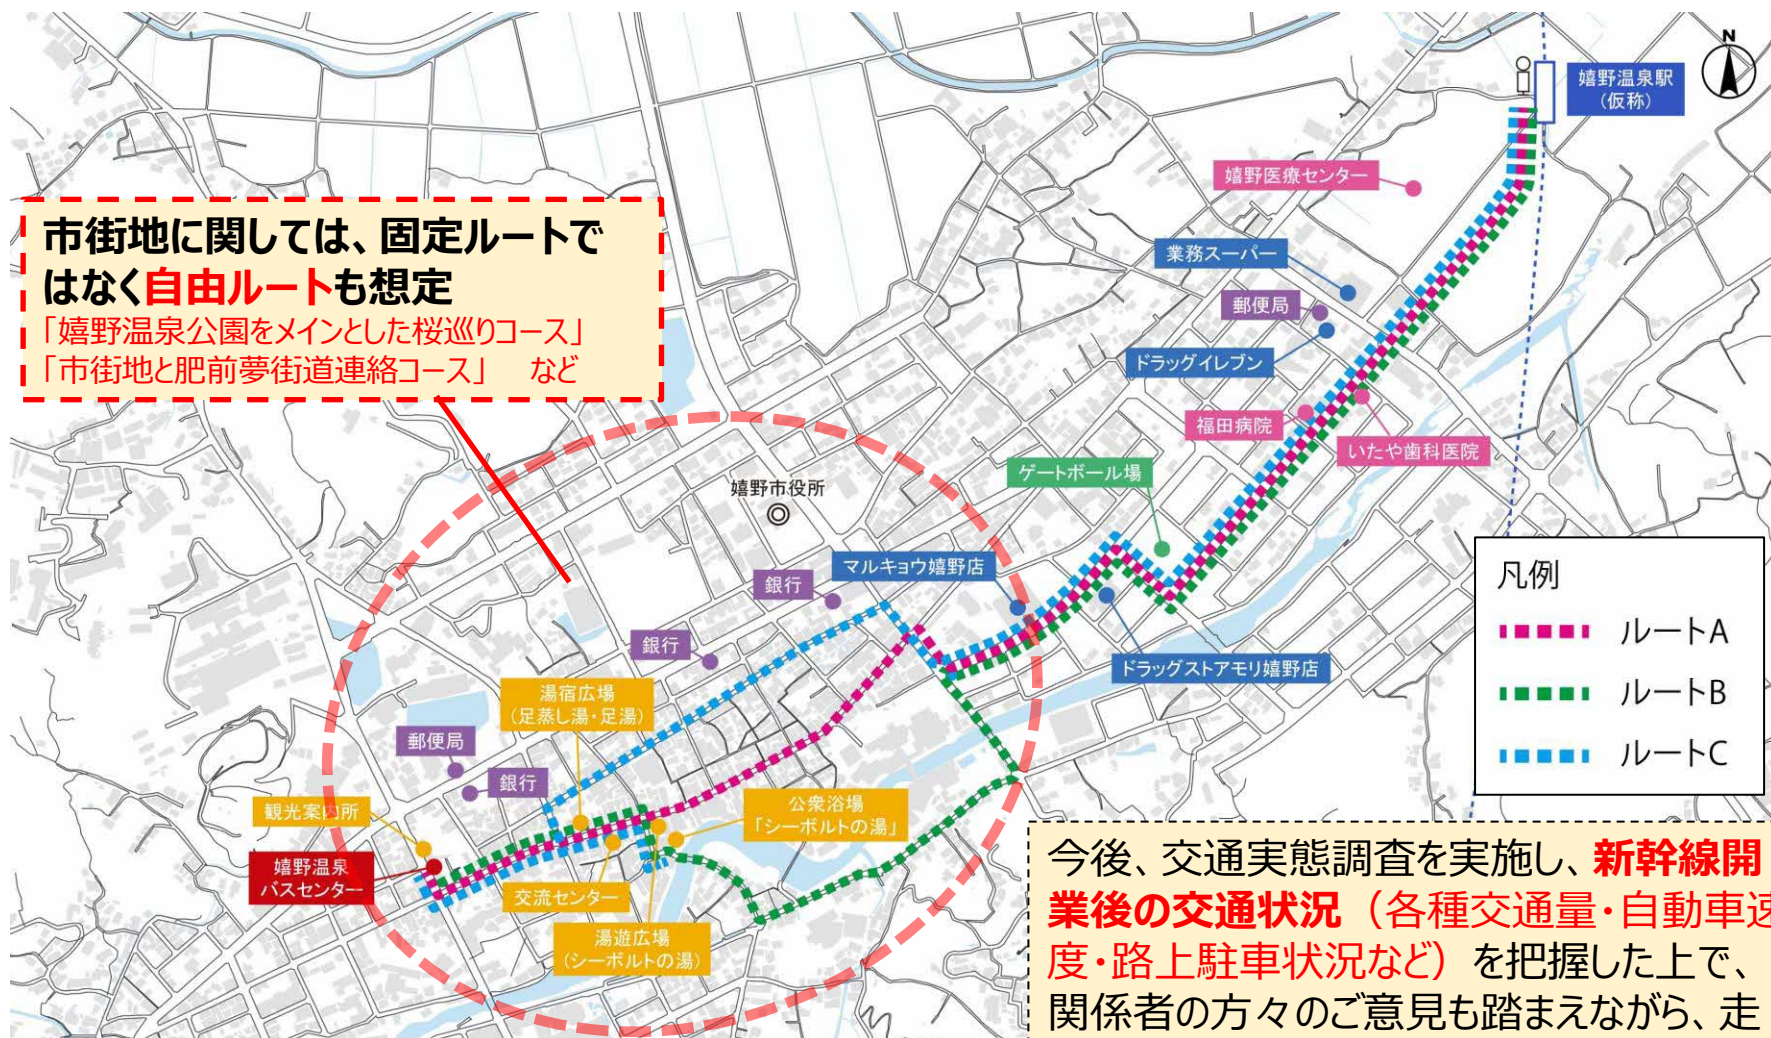 N
嬉野温泉駅
(仮称)
嬉野医療センター
市街地に関しては、固定ルートで
はなく自由ルートも想定
「嬉野温泉公園をメインとした桜巡りコース」
「市街地と肥前夢街道連絡コース」 など
業務スーパー
郵便局
ドラッグイレブン
福田病院
いたや歯科医院
ゲートボール場
嬉野市役所
マルキョウ嬉野店
銀行
銀行
ドラッグストアモリ嬉野店
凡例
ルートA
ルートB
ルートC
湯宿広場
(足蒸し湯・足湯)
郵便局
銀行
観光案内所
公衆浴場
「シーボルトの湯」
嬉野温泉
バスセンター
交流センター
湯遊広場
(シーボルトの湯)
今後、交通実態調査を実施し、新幹線開
業後の交通状況（各種交通量・自動車速
度・路上駐車状況など）を把握した上で、
関係者の方々のご意見も踏まえながら、走